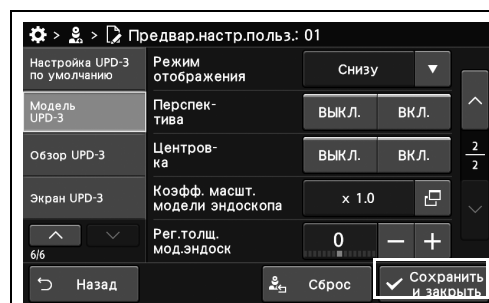 > > Предвар.настр.польз.: 01
Настройка UPD-3
по умолчанию
Режим
отображения
Снизу
Модель
UPD-3
Перспек-
тива
ВЫКЛ.
ВКЛ.
Обзор UPD-3
Центров-
ка
ВЫКЛ.
ВКЛ.
2
2
Экран UPD-3
Коэфф. масшт.
модели эндоскопа
x 1.0
6/6
Рег.толщ.
мод.эндоск
0
Назад
Сброс
Сохранить
и закрыть